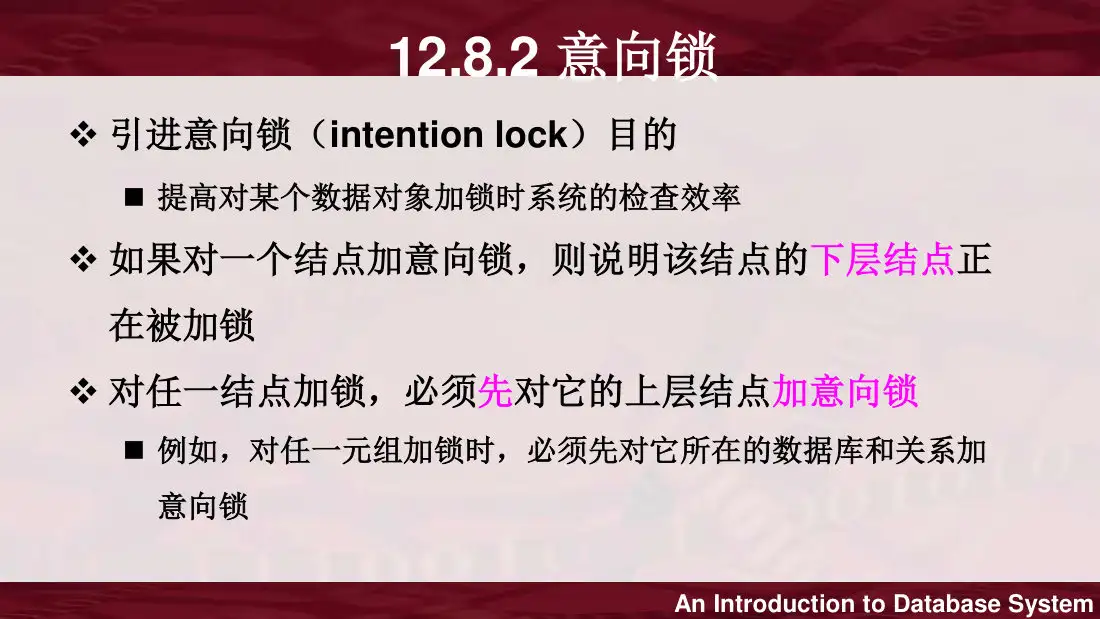 12.8.2 意向锁
❖ 引进意向锁（intention lock）目的
■ 提高对某个数据对象加锁时系统的检查效率
❖ 如果对一个结点加意向锁，则说明该结点的下层结点正
在被加锁
❖ 对任一结点加锁，必须先对它的上层结点加意向锁
■ 例如，对任一元组加锁时，必须先对它所在的数据库和关系加
意向锁
An Introduction to Database System